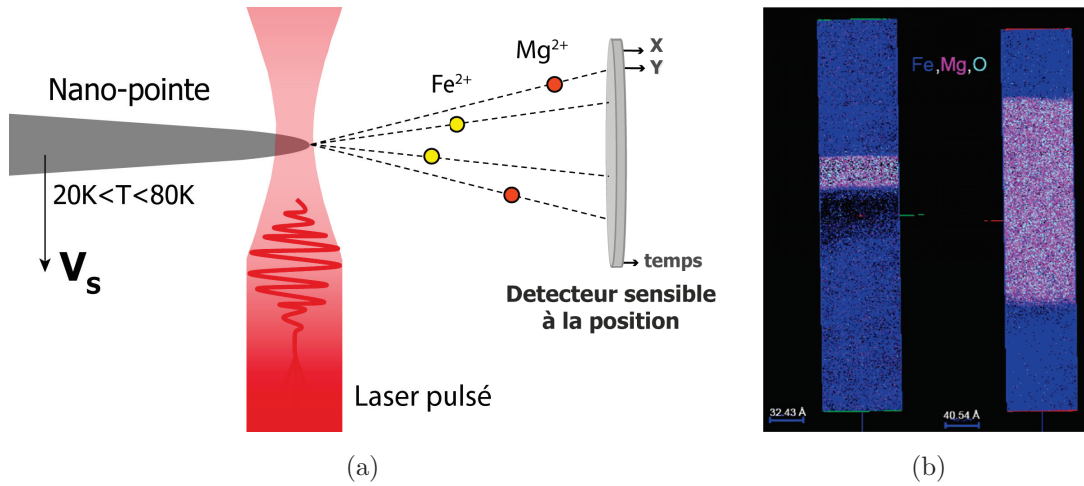 Nano-pointe
20K<T<80K
Vs
Fe2+
Mg2+
X
Y
temps
Detecteur sensible
à la position
Laser pulsé
(a)
Fe,Mg,O
32.43 Å
40.54 Å
(b)